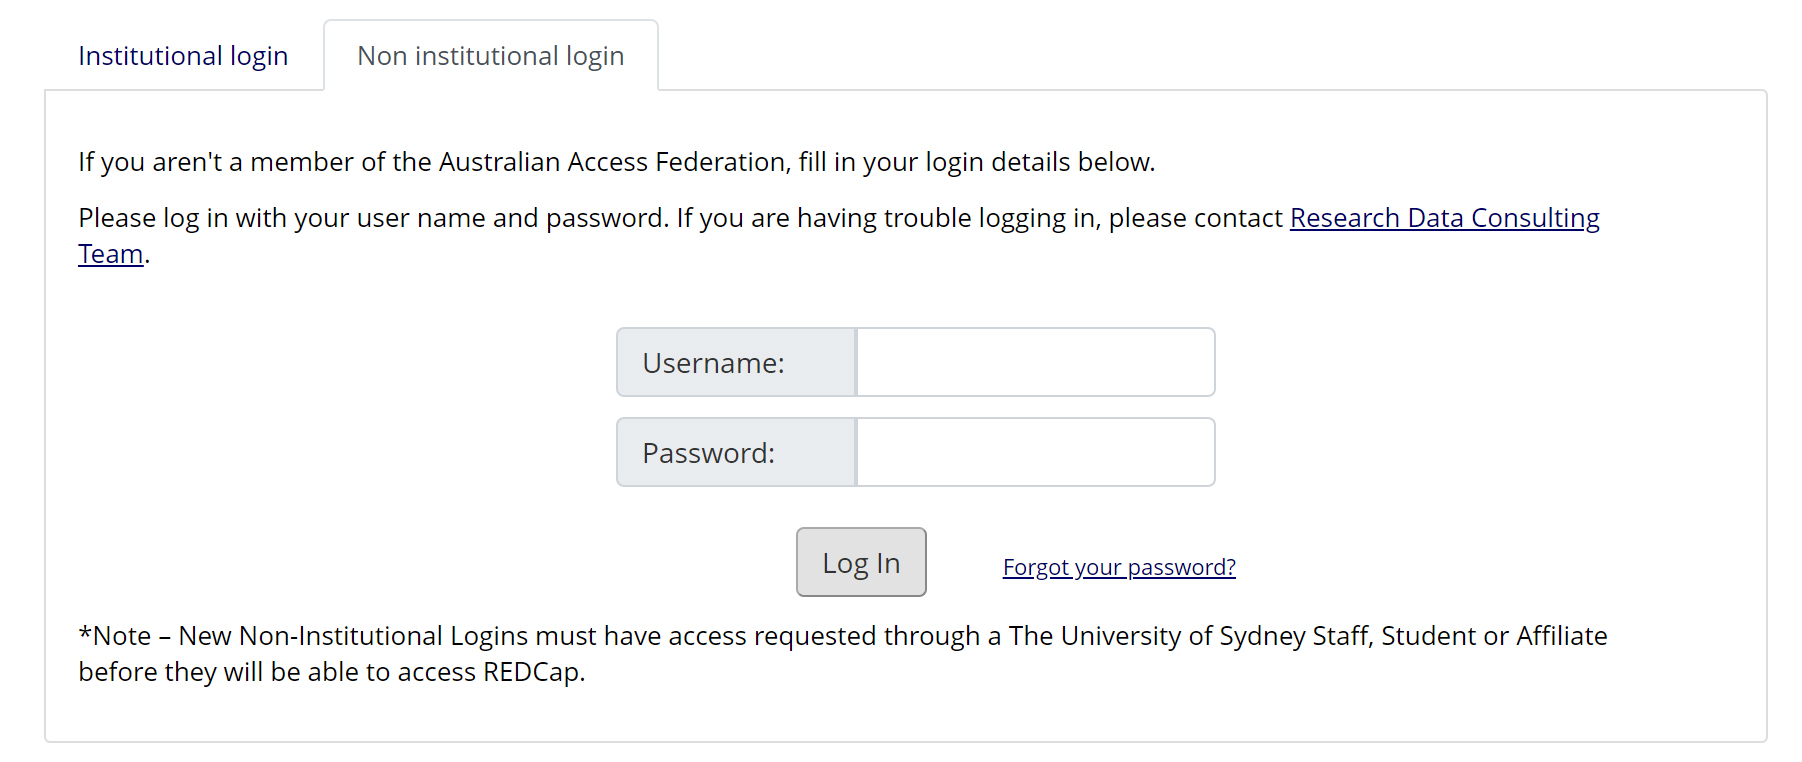 Institutional login
Non institutional login
If you aren't a member of the Australian Access Federation, fill in your login details below.
Please log in with your user name and password. If you are having trouble logging in, please contact Research Data Consulting
Team.
Username:
Password:
Log In
Forgot your password?
*Note – New Non-Institutional Logins must have access requested through a The University of Sydney Staff, Student or Affiliate
before they will be able to access REDCap.